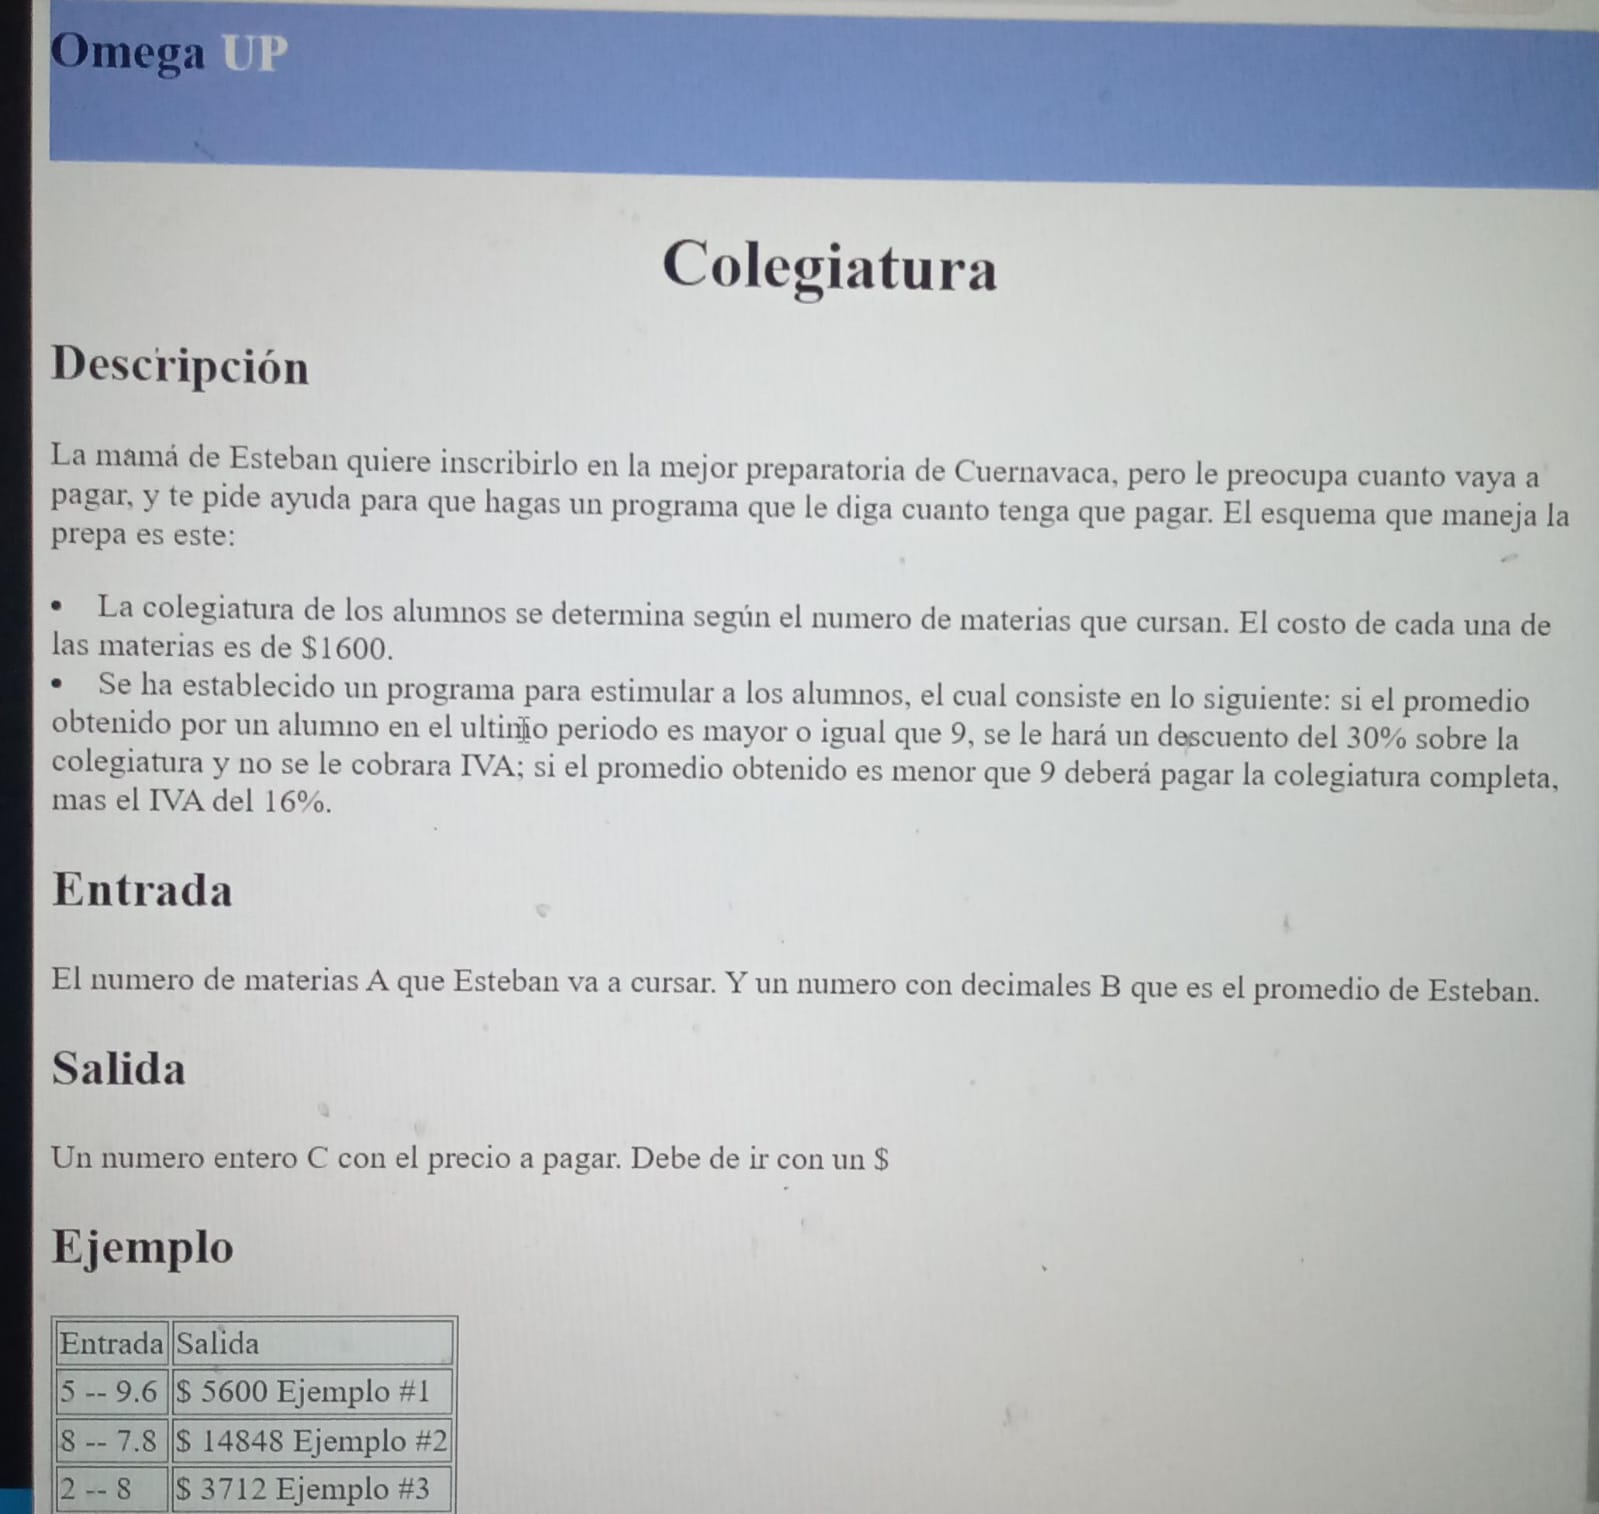 Omega UP
Colegiatura
Descripción
La mamá de Esteban quiere inscribirlo en la mejor preparatoria de Cuernavaca, pero le preocupa cuanto vaya a
pagar, y te pide ayuda para que hagas un programa que le diga cuanto tenga que pagar. El esquema que maneja la
prepa es este:
• La colegiatura de los alumnos se determina según el numero de materias que cursan. El costo de cada una de
las materias es de $1600.
• Se ha establecido un programa para estimular a los alumnos, el cual consiste en lo siguiente: si el promedio
obtenido por un alumno en el ultimo periodo es mayor o igual que 9, se le hará un descuento del 30% sobre la
colegiatura y no se le cobrara IVA; si el promedio obtenido es menor que 9 deberá pagar la colegiatura completa,
mas el IVA del 16%.
Entrada
El numero de materias A que Esteban va a cursar. Y un numero con decimales B que es el promedio de Esteban.
Salida
Un numero entero C con el precio a pagar. Debe de ir con un $
Ejemplo
Entrada Salida
5 -- 9.6 $ 5600 Ejemplo #1
8 -- 7.8 $ 14848 Ejemplo #2
2 -- 8 $ 3712 Ejemplo #3